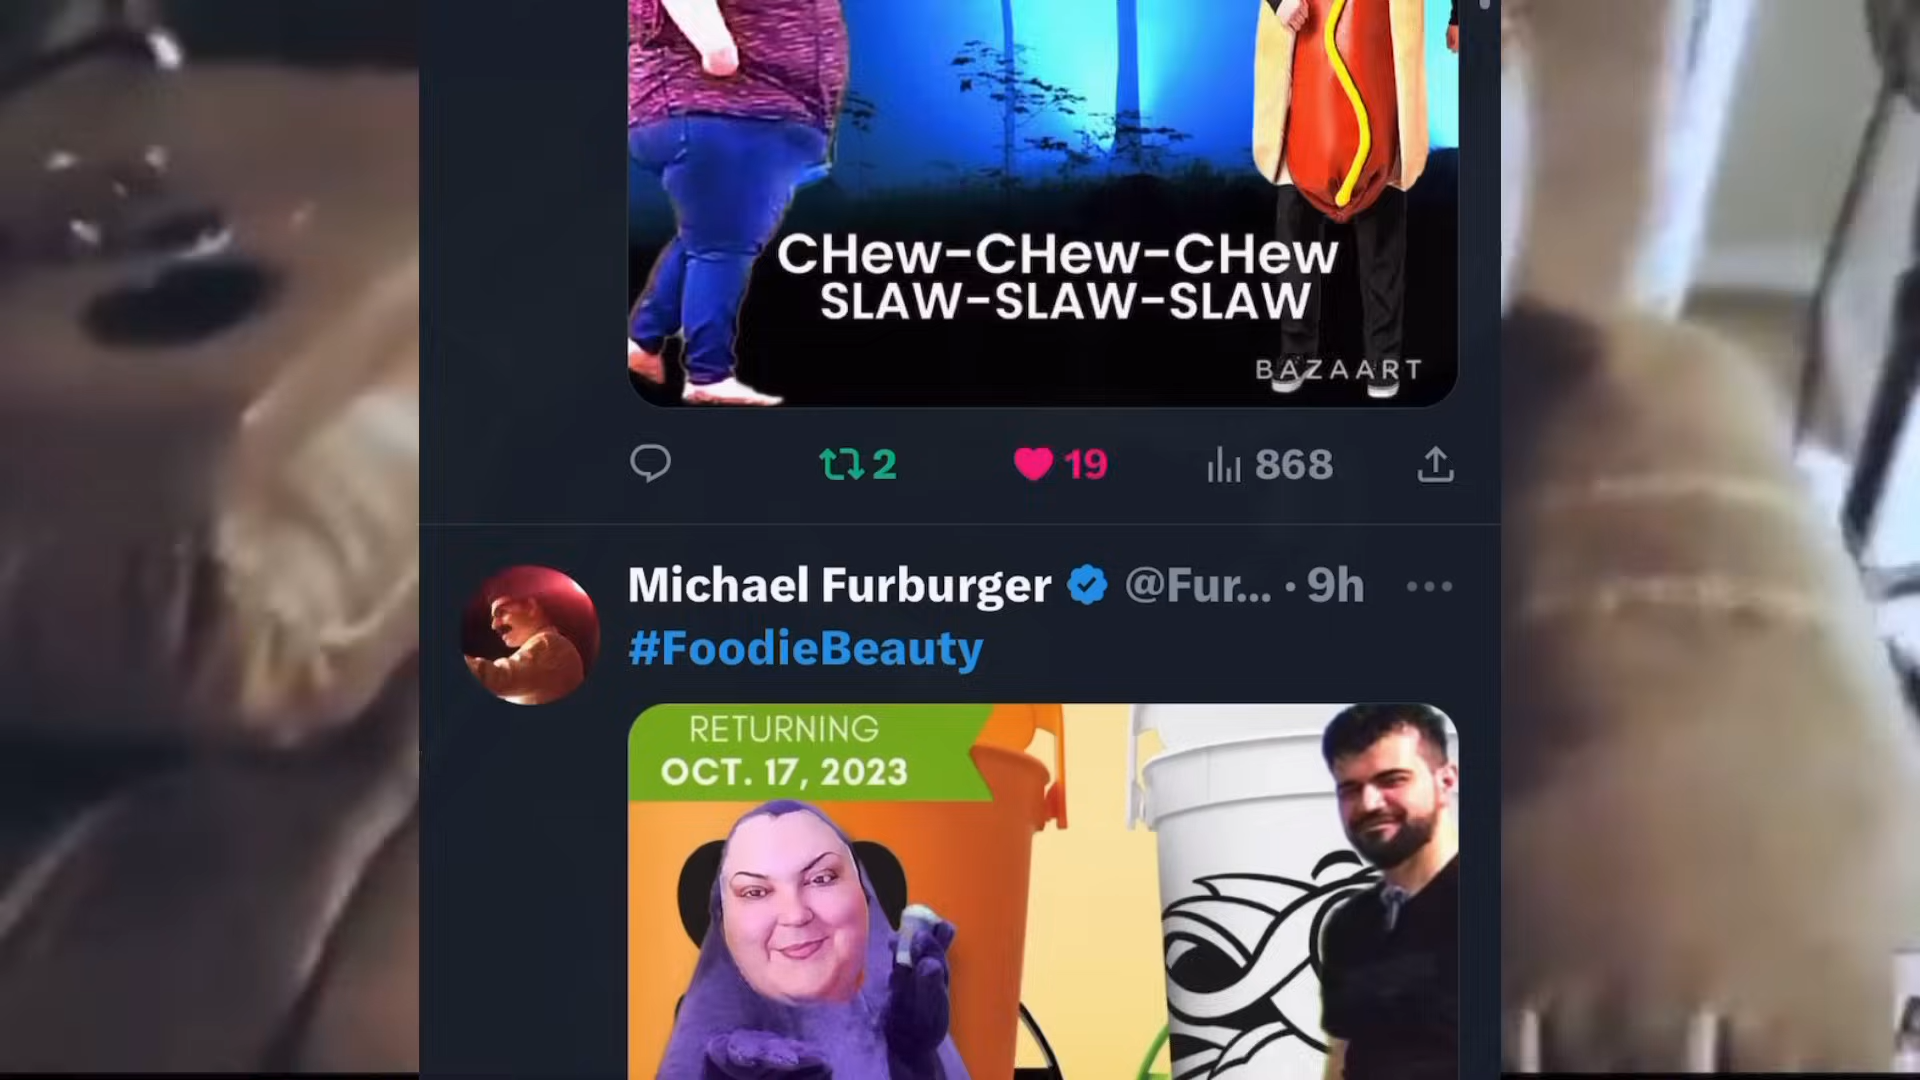 CHew-CHew-CHew
SLAW-SLAW-SLAW
BAZAART
2 19 868
Michael Furburger @Fur... · 9h
#FoodieBeauty
RETURNING
OCT. 17, 2023